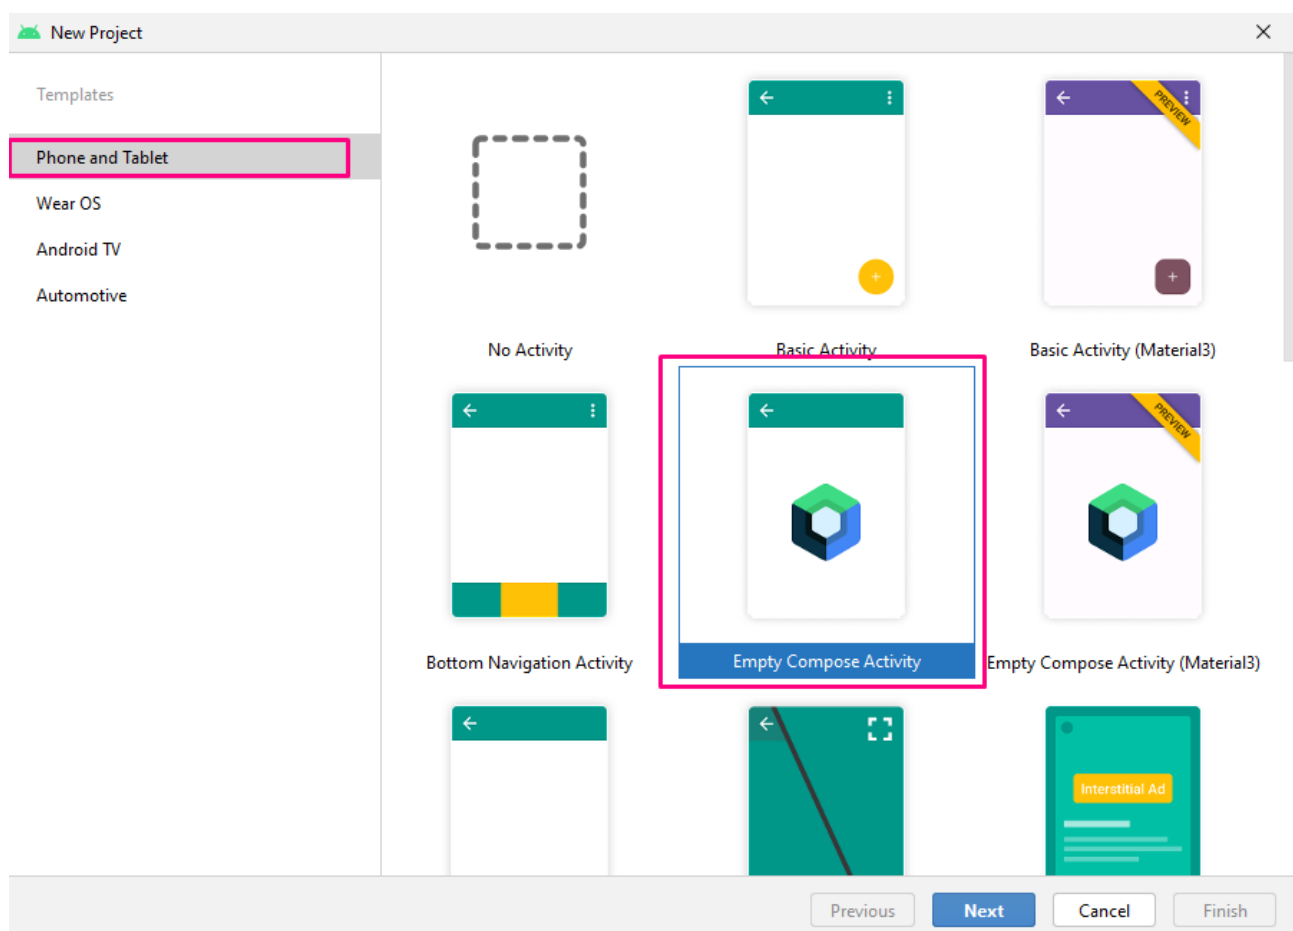 New Project
Templates
Phone and Tablet
Wear OS
Android TV
Automotive
PREVIEW
No Activity
Basic Activity
Basic Activity (Material3)
PREVIEW
Bottom Navigation Activity
Empty Compose Activity
Empty Compose Activity (Material3)
Interstitial Ad
Previous
Next
Cancel
Finish